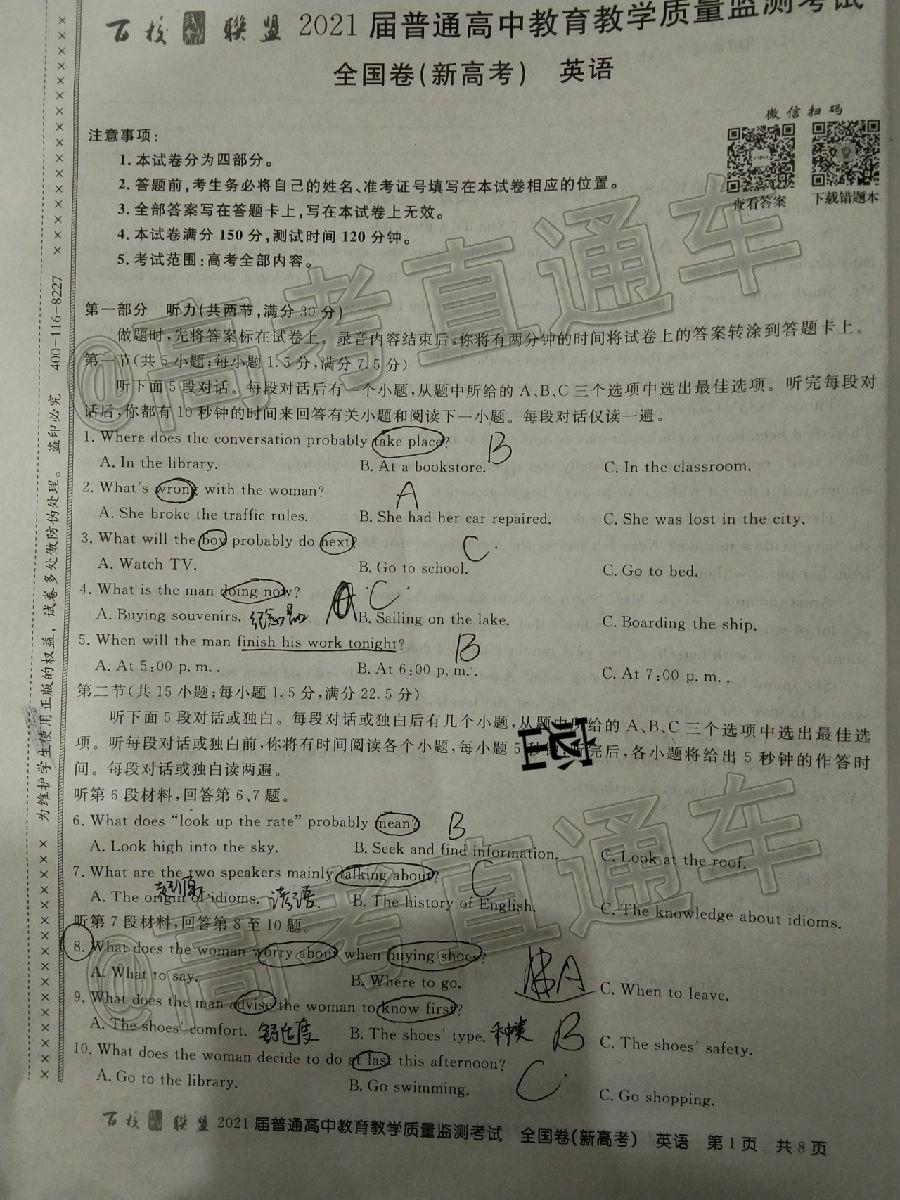 百校联盟 2021届普通高中教育教学质量监测考试
全国卷(新高考) 英语
微信扫码
查看答案 下载错题本
注意事项:
1.本试卷分为四部分。
2.答题前,考生务必将自己的姓名、准考证号填写在本试卷相应的位置。
3.全部答案写在答题卡上,写在本试卷上无效。
4.本试卷满分150分,测试时间120分钟。
5.考试范围:高考全部内容。
第一部分 听力(共两节,满分30分)
做题时,先将答案标在试卷上。录音内容结束后,你将有两分钟的时间将试卷上的答案转涂到答题卡上。
第一节(共5小题;每小题1.5分,满分7.5分)
听下面5段对话。每段对话后有一个小题,从题中所给的A、B、C三个选项中选出最佳选项。听完每段对
话后,你都有10秒钟的时间来回答有关小题和阅读下一小题。每段对话仅读一遍。
1. Where does the conversation probably take place? B
A. In the library. B. At a bookstore. C. In the classroom.
2. What's wrong with the woman? A
A. She broke the traffic rules. B. She had her car repaired. C. She was lost in the city.
3. What will the boy probably do next? C
A. Watch TV. B. Go to school. C. Go to bed.
4. What is the man doing now? C
A. Buying souvenirs. 纪念品 B. Sailing on the lake. C. Boarding the ship.
5. When will the man finish his work tonight? B
A. At 5:00 p.m.. B. At 6:00 p.m.. C. At 7:00 p.m..
第二节(共15小题;每小题1.5分,满分22.5分)
听下面5段对话或独白。每段对话或独白后有几个小题,从题中所给的A、B、C三个选项中选出最佳选
项。听每段对话或独白前,你将有时间阅读各个小题,每小题5秒钟;听完后,各小题将给出5秒钟的作答时
间。每段对话或独白读两遍。
听第6段材料,回答第6、7题。
6. What does "look up the rate" probably mean? B
A. Look high into the sky. B. Seek and find information. C. Look at the roof.
7. What are the two speakers mainly talking about? C
A. The origin of idioms. B. The history of English. C. The knowledge about idioms.
听第7段材料,回答第8至10题。
8. What does the woman worry about when buying shoes? A
A. What to say. B. Where to go. C. When to leave.
9. What does the man advise the woman to know first? B
A. The shoes' comfort. 舒适度 B. The shoes' type. 种类 C. The shoes' safety.
10. What does the woman decide to do at last this afternoon? C
A. Go to the library. B. Go swimming. C. Go shopping.
百校联盟 2021届普通高中教育教学质量监测考试 全国卷(新高考) 英语 第1页 共8页
为维护学生使用正版的权益,试卷多处做防伪处理。 盗印必究 400-116-8227
@高考直通车
@高考直通车
密